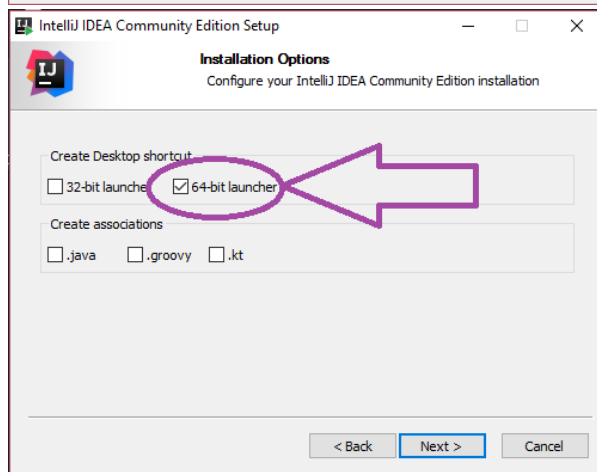 IntelliJ IDEA Community Edition Setup
IJ
Installation Options
Configure your IntelliJ IDEA Community Edition installation
Create Desktop shortcut
32-bit launche 64-bit launcher
Create associations
.java .groovy .kt
< Back Next > Cancel